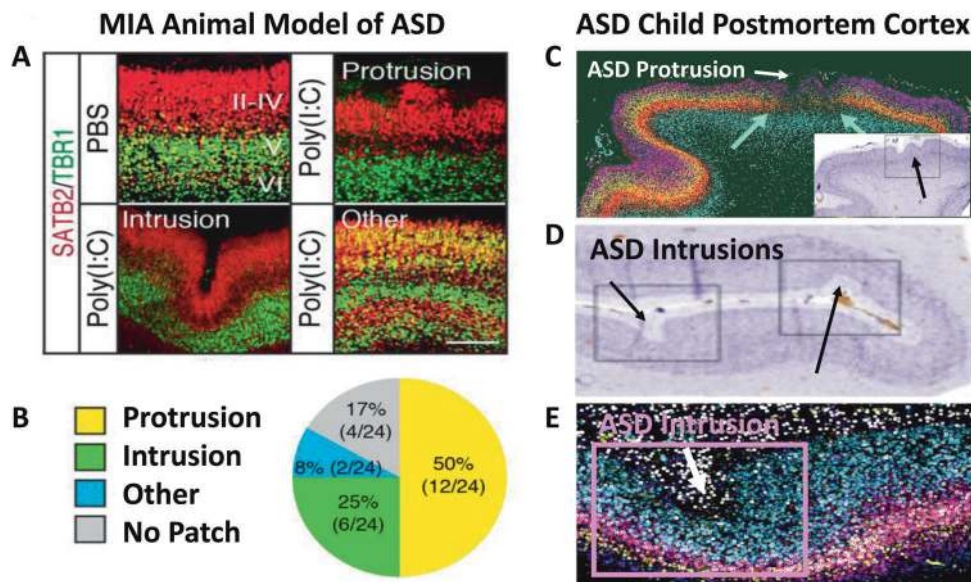 MIA Animal Model of ASD
ASD Child Postmortem Cortex
A
SATB2/TBR1
PBS
II-IV
V
VI
Poly(I:C)
Protrusion
Poly(I:C)
Intrusion
Poly(I:C)
Other
B
Protrusion
Intrusion
Other
No Patch
17%
(4/24)
8% (2/24)
25%
(6/24)
50%
(12/24)
C
ASD Protrusion
D
ASD Intrusions
E
ASD Intrusion